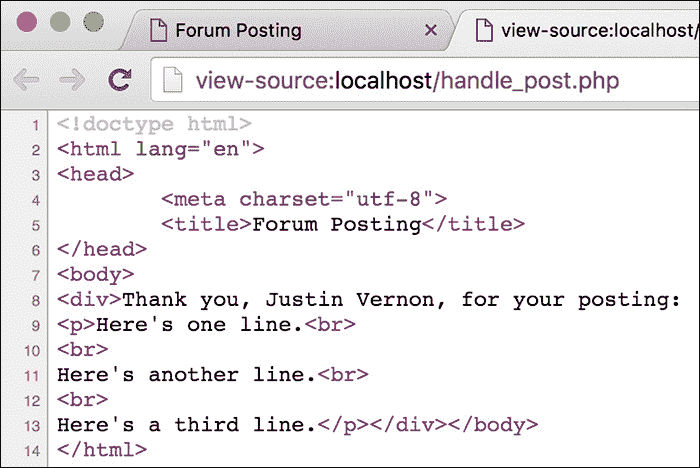 Forum Posting × view-source:localhost/
view-source:localhost/handle_post.php
1 <!doctype html>
2 <html lang="en">
3 <head>
4 <meta charset="utf-8">
5 <title>Forum Posting</title>
6 </head>
7 <body>
8 <div>Thank you, Justin Vernon, for your posting:
9 <p>Here's one line.<br>
10 <br>
11 Here's another line.<br>
12 <br>
13 Here's a third line.</p></div></body>
14 </html>